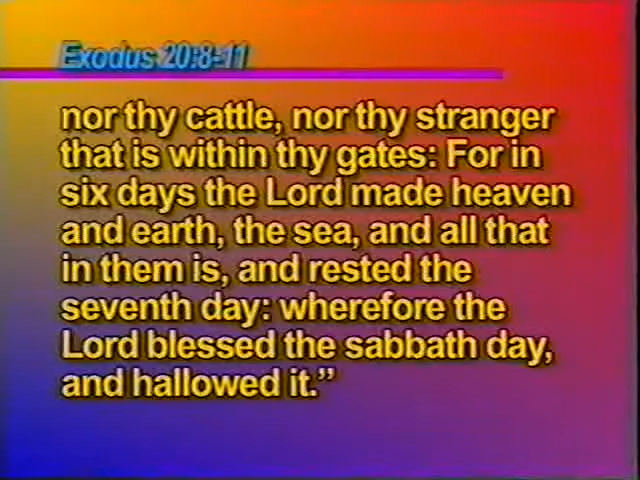 Exodus 20:8-11
nor thy cattle, nor thy stranger
that is within thy gates: For in
six days the Lord made heaven
and earth, the sea, and all that
in them is, and rested the
seventh day: wherefore the
Lord blessed the sabbath day,
and hallowed it.”